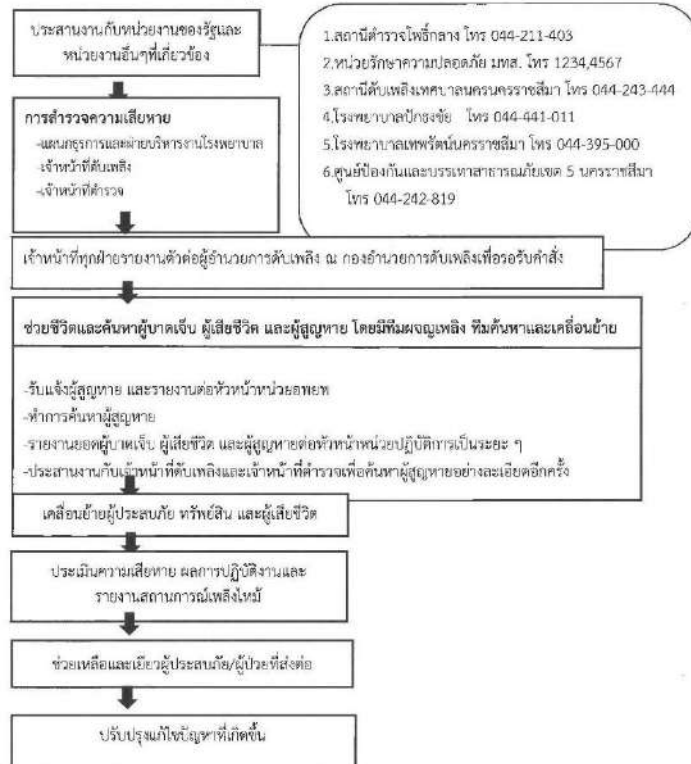 ประสานงานกับหน่วยงานของรัฐและ
หน่วยงานอื่นๆที่เกี่ยวข้อง
1.สถานีตำรวจโพธิ์กลาง โทร 044-211-403
2.หน่วยรักษาความปลอดภัย มทส. โทร 1234,4567
3.สถานีดับเพลิงเทศบาลนครนครราชสีมา โทร 044-243-444
4.โรงพยาบาลปักธงชัย โทร 044-441-011
5.โรงพยาบาลเทพรัตน์นครราชสีมา โทร 044-395-000
6.ศูนย์ป้องกันและบรรเทาสาธารณภัยเขต 5 นครราชสีมา
โทร 044-242-819
การสำรวจความเสียหาย
-แผนกธุรการและฝ่ายบริหารงานโรงพยาบาล
-เจ้าหน้าที่ดับเพลิง
-เจ้าหน้าที่ตำรวจ
เจ้าหน้าที่ทุกฝ่ายรายงานตัวต่อผู้อำนวยการดับเพลิง ณ กองอำนวยการดับเพลิงเพื่อรอรับคำสั่ง
ช่วยชีวิตและค้นหาผู้บาดเจ็บ ผู้เสียชีวิต และผู้สูญหาย โดยมีทีมผจญเพลิง ทีมค้นหาและเคลื่อนย้าย
-รับแจ้งผู้สูญหาย และรายงานต่อหัวหน้าหน่วยอพยพ
-ทำการค้นหาผู้สูญหาย
-รายงานยอดผู้บาดเจ็บ ผู้เสียชีวิต และผู้สูญหายต่อหัวหน้าหน่วยปฏิบัติการเป็นระยะ ๆ
-ประสานงานกับเจ้าหน้าที่ดับเพลิงและเจ้าหน้าที่ตำรวจเพื่อค้นหาผู้สูญหายอย่างละเอียดอีกครั้ง
เคลื่อนย้ายผู้ประสบภัย ทรัพย์สิน และผู้เสียชีวิต
ประเมินความเสียหาย ผลการปฏิบัติงานและ
รายงานสถานการณ์เพลิงไหม้
ช่วยเหลือและเยียวผู้ประสบภัย/ผู้ป่วยที่ส่งต่อ
ปรับปรุงแก้ไขปัญหาที่เกิดขึ้น